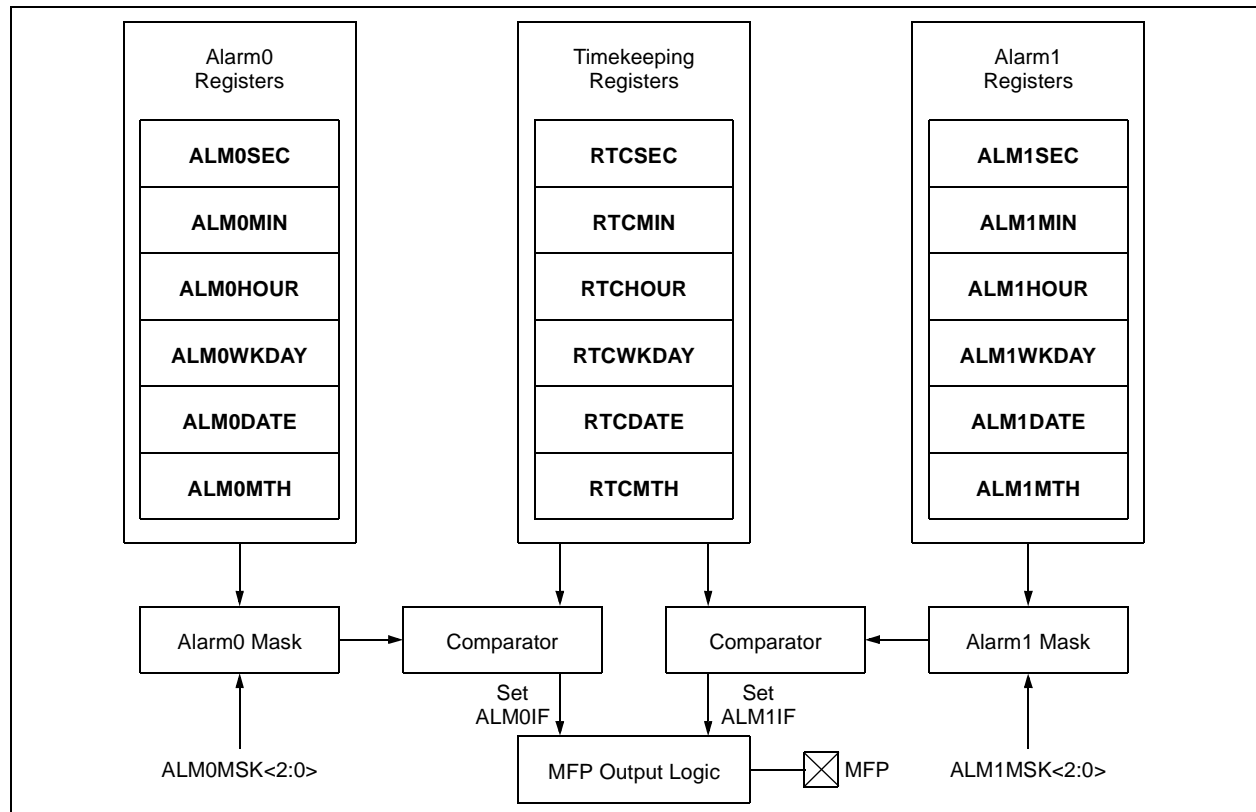 Alarm0
Registers
ALM0SEC
ALM0MIN
ALM0HOUR
ALM0WKDAY
ALM0DATE
ALM0MTH
Timekeeping
Registers
RTCSEC
RTCMIN
RTCHOUR
RTCWKDAY
RTCDATE
RTCMTH
Alarm1
Registers
ALM1SEC
ALM1MIN
ALM1HOUR
ALM1WKDAY
ALM1DATE
ALM1MTH
Alarm0 Mask
Comparator
Comparator
Alarm1 Mask
Set
ALM0IF
Set
ALM1IF
ALM0MSK<2:0>
MFP Output Logic
MFP
ALM1MSK<2:0>